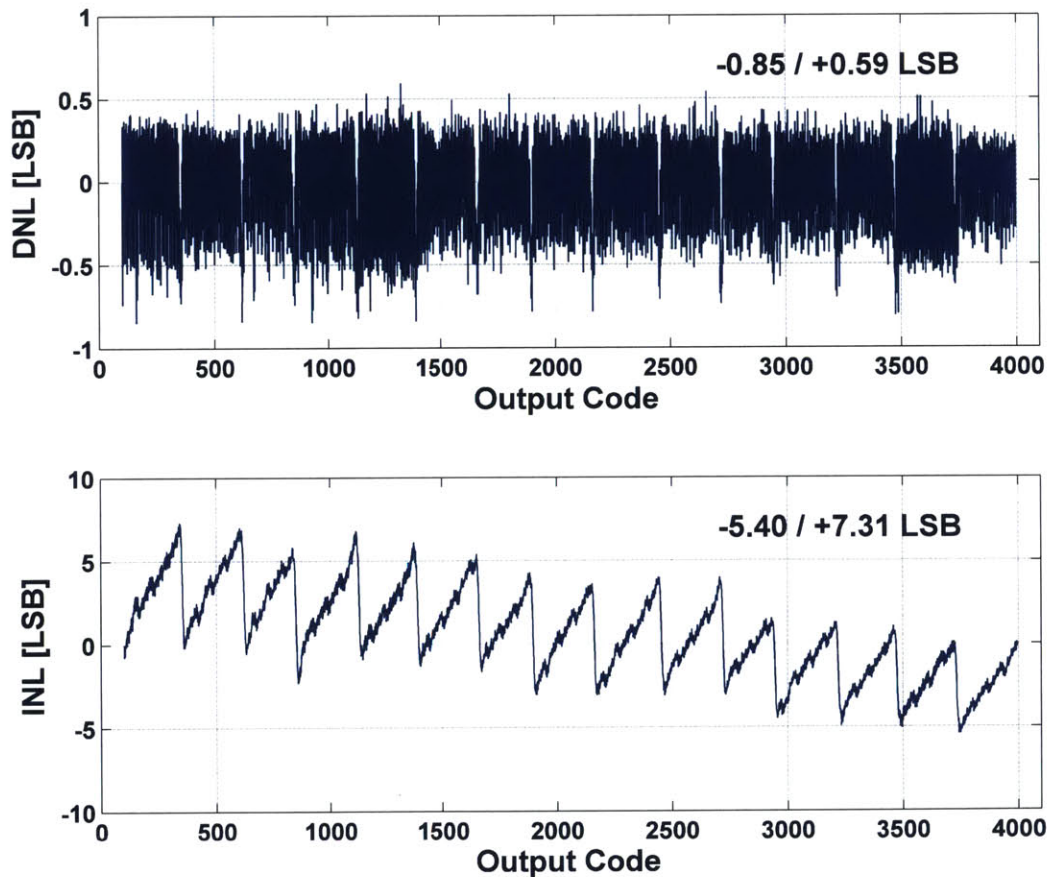 1
0.5
0
-0.5
-1
DNL [LSB]
-0.85 / +0.59 LSB
0 500 1000 1500 2000 2500 3000 3500 4000
Output Code
10
5
0
-5
-10
INL [LSB]
-5.40 / +7.31 LSB
0 500 1000 1500 2000 2500 3000 3500 4000
Output Code